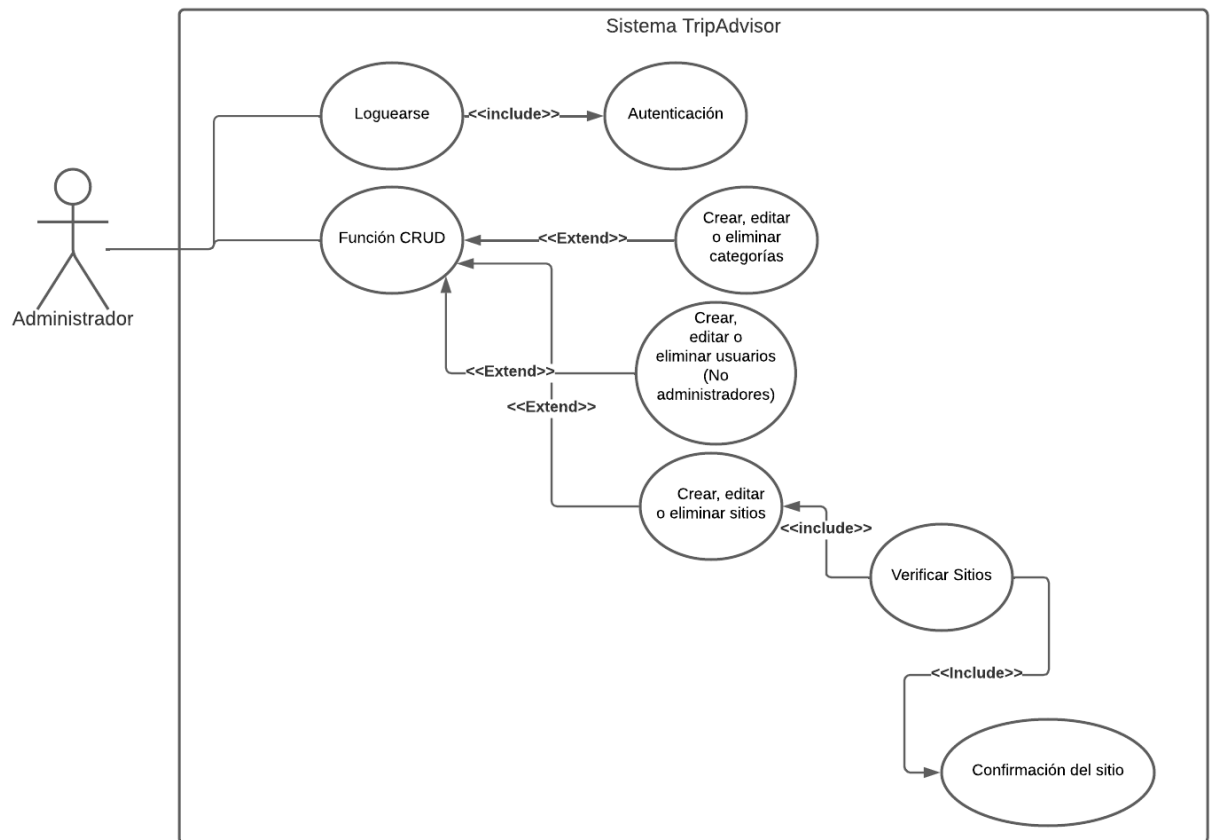 Sistema TripAdvisor
Loguearse
<<include>>
Autenticación
Función CRUD
<<Extend>>
Crear, editar
o eliminar
categorías
Administrador
<<Extend>>
Crear,
editar o
eliminar usuarios
(No
administradores)
<<Extend>>
Crear, editar
o eliminar sitios
<<include>>
Verificar Sitios
<<Include>>
Confirmación del sitio